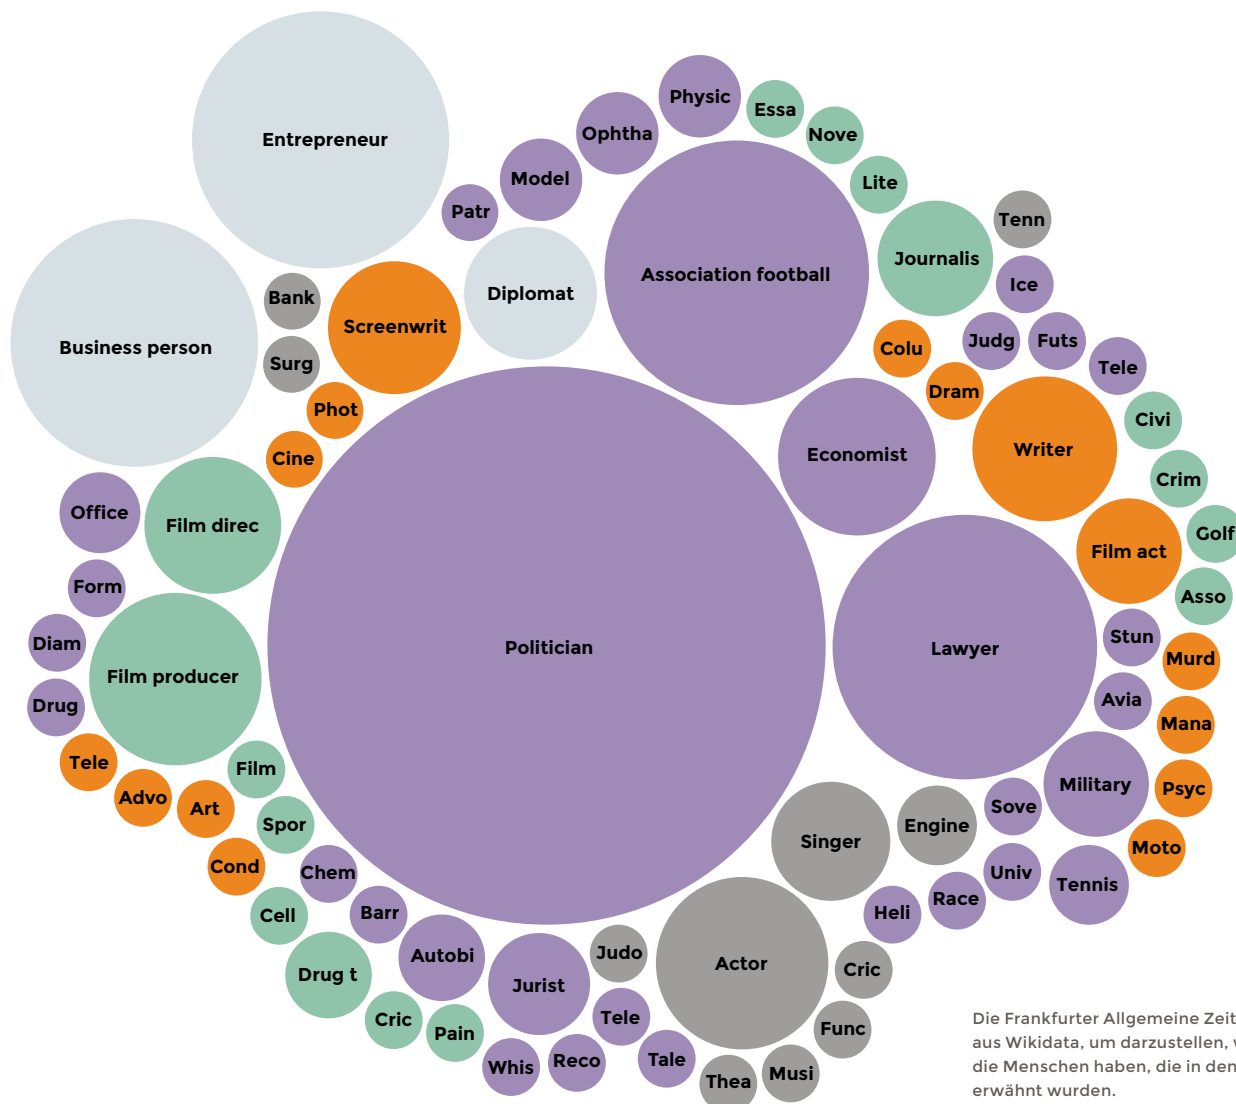 Entrepreneur
Business person
Physic
Essa
Ophtha
Nove
Model
Lite
Patr
Tenn
Journalis
Association football
Ice
Diplomat
Bank
Screenwrit
Judg
Futs
Colu
Surg
Tele
Dram
Phot
Civi
Writer
Economist
Cine
Crim
Office
Film direc
Golf
Film act
Form
Asso
Diam
Stun
Politician
Lawyer
Murd
Film producer
Drug
Avia
Mana
Tele
Film
Military
Psyc
Advo
Art
Sove
Spor
Engine
Singer
Moto
Cond
Chem
Univ
Tennis
Race
Cell
Barr
Heli
Judo
Autobi
Actor
Cric
Drug t
Jurist
Cric
Tele
Func
Pain
Tale
Whis
Reco
Musi
Thea
Die Frankfurter Allgemeine Zeit
aus Wikidata, um darzustellen, w
die Menschen haben, die in den
erwähnt wurden.